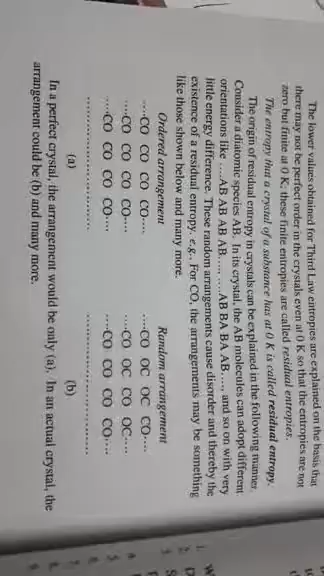 The lower values obtained for Third Law entropies are explained on the basis that
there may not be perfect order in the crystals even at 0 K so that the entropies are not
zero but finite at 0 K; these finite entropies are called residual entropies.
The entropy that a crystal of a substance has at 0 K is called residual entropy.
The origin of residual entropy in crystals can be explained in the following manner.
Consider a diatomic species AB. In its crystal, the AB molecules can adopt different
orientations like ....AB AB AB AB..... ....AB BA BA AB..... and so on with very
little energy difference. These random arrangements cause disorder and thereby the
existence of a residual entropy. e.g., For CO, the arrangements may be something
like those shown below and many more.
Ordered arrangement Random arrangement
....CO CO CO CO.... ....CO OC OC CO....
....CO CO CO CO.... ....CO OC CO OC....
....CO CO CO CO.... ....CO CO CO CO....
(a) (b)
In a perfect crystal, the arrangement would be only (a). In an actual crystal, the
arrangement could be (b) and many more.